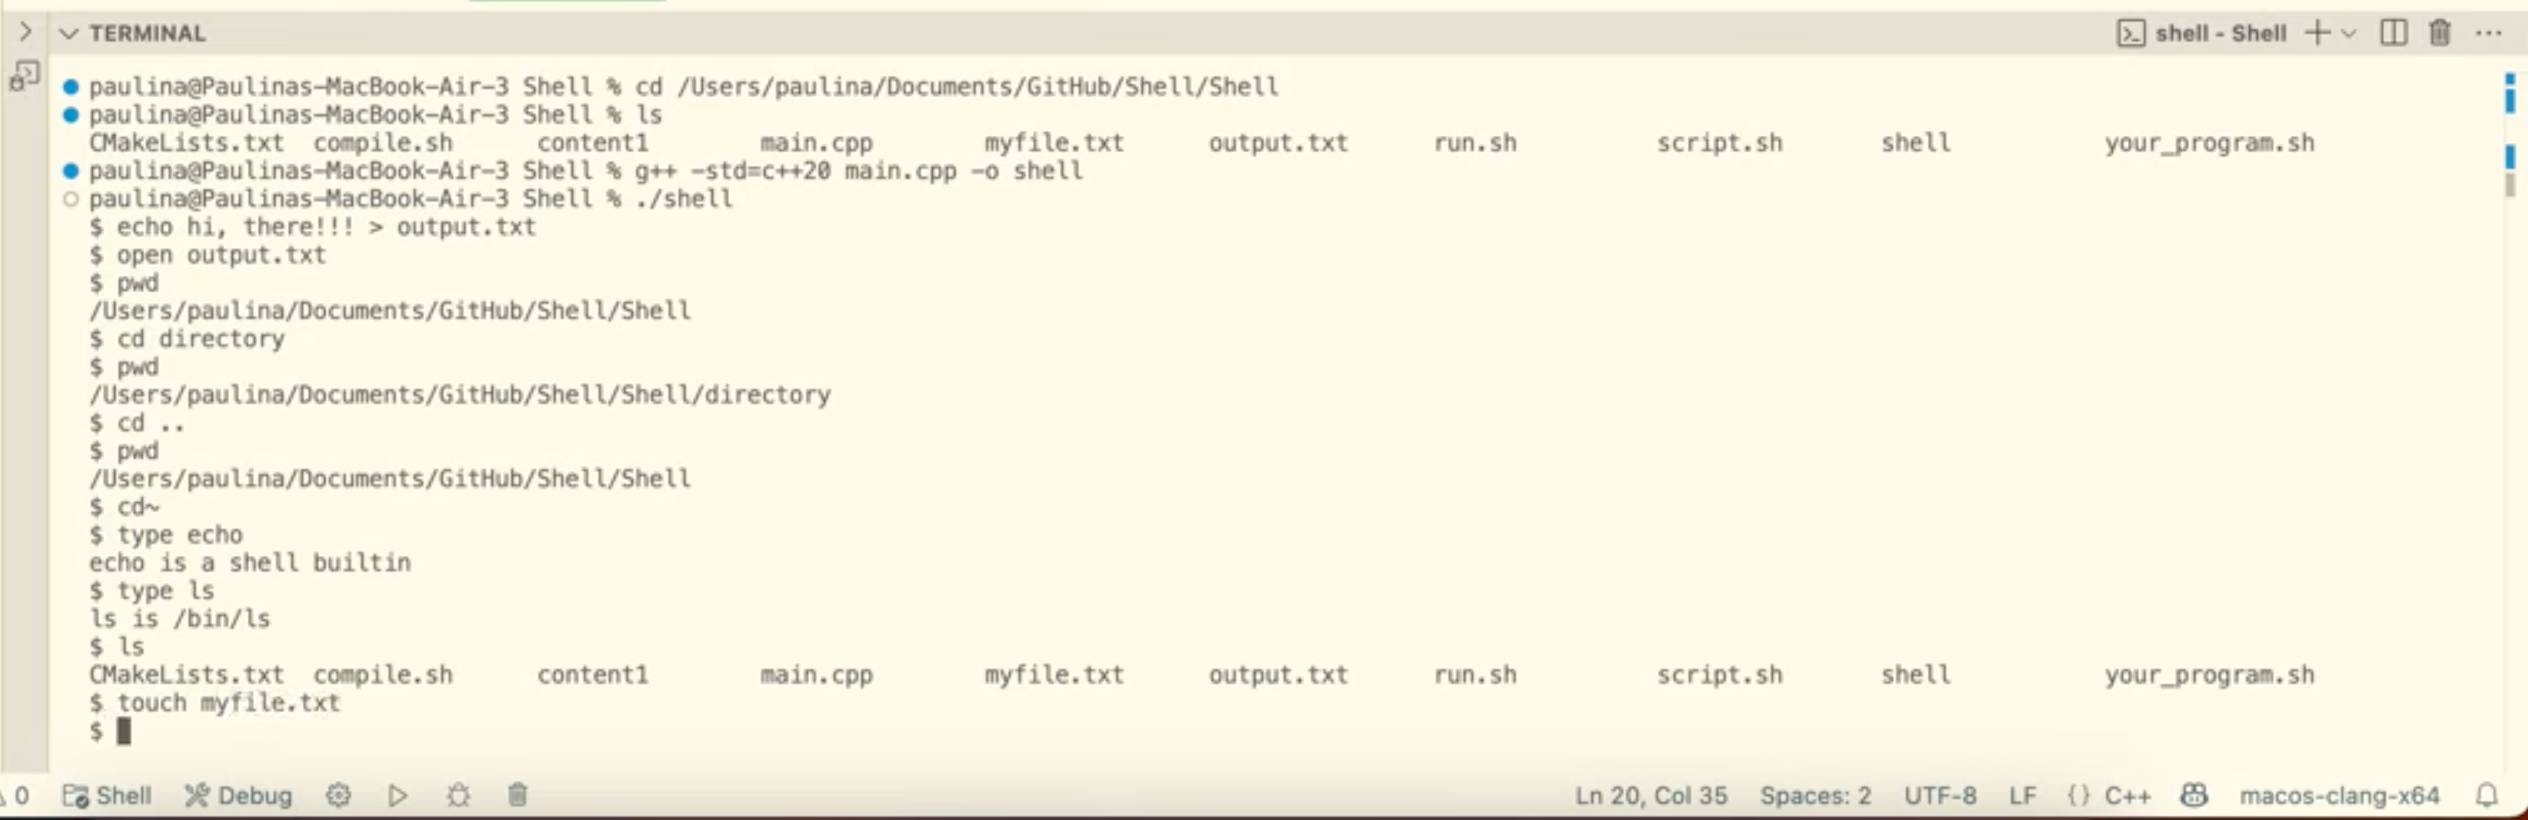 TERMINAL
shell - Shell
paulina@Paulinas-MacBook-Air-3 Shell % cd /Users/paulina/Documents/GitHub/Shell/Shell
paulina@Paulinas-MacBook-Air-3 Shell % ls
CMakeLists.txt compile.sh content1 main.cpp myfile.txt output.txt run.sh script.sh shell your_program.sh
paulina@Paulinas-MacBook-Air-3 Shell % g++ -std=c++20 main.cpp -o shell
paulina@Paulinas-MacBook-Air-3 Shell % ./shell
$ echo hi, there!!! > output.txt
$ open output.txt
$ pwd
/Users/paulina/Documents/GitHub/Shell/Shell
$ cd directory
$ pwd
/Users/paulina/Documents/GitHub/Shell/Shell/directory
$ cd ..
$ pwd
/Users/paulina/Documents/GitHub/Shell/Shell
$ cd~
$ type echo
echo is a shell builtin
$ type ls
ls is /bin/ls
$ ls
CMakeLists.txt compile.sh content1 main.cpp myfile.txt output.txt run.sh script.sh shell your_program.sh
$ touch myfile.txt
$
0 Shell Debug Ln 20, Col 35 Spaces: 2 UTF-8 LF {} C++ macos-clang-x64